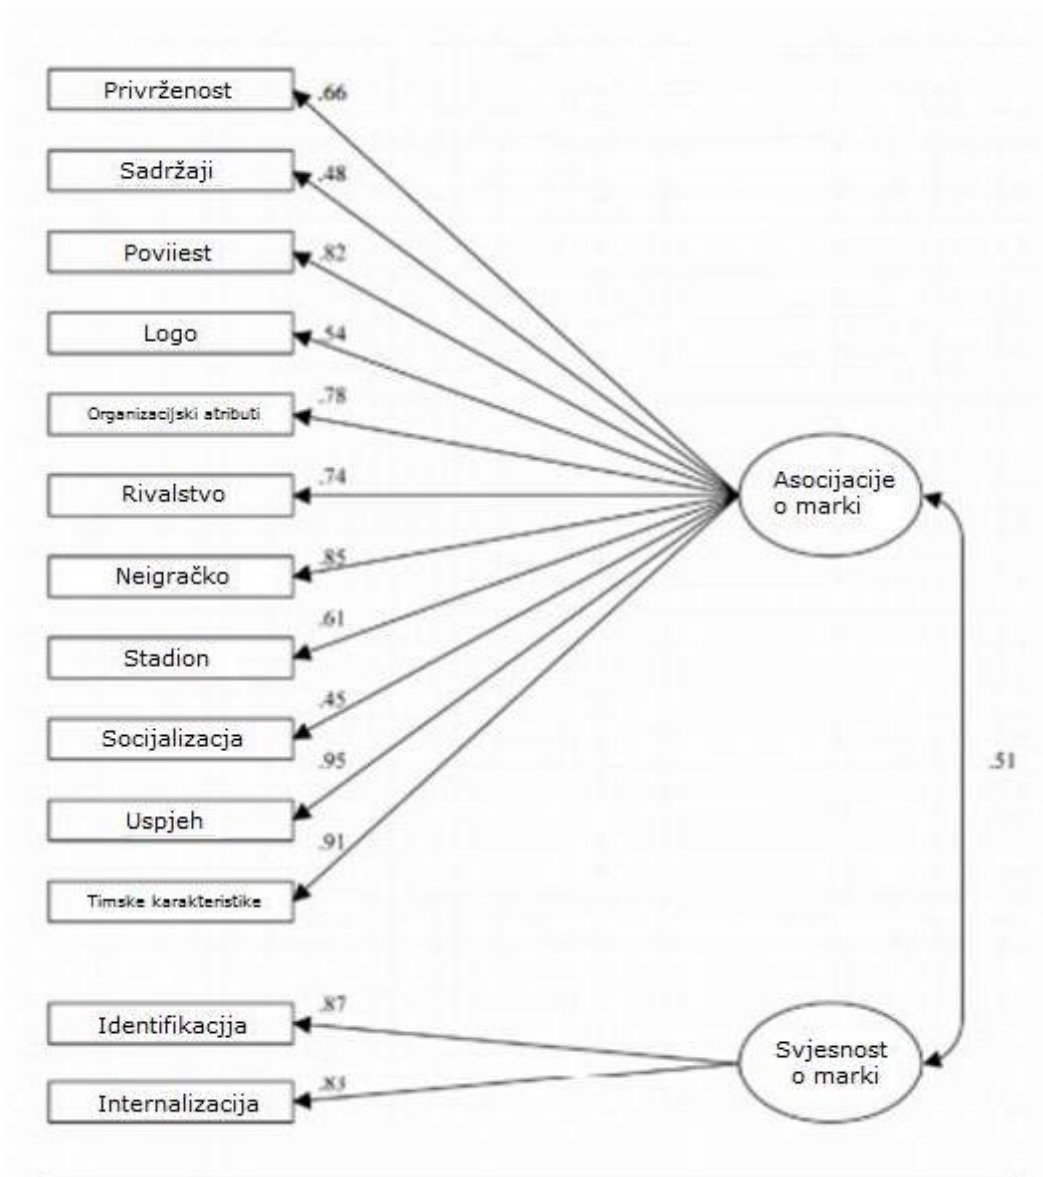 Privrženost
.66
Sadržaji
.48
Poviiest
.82
Logo
.54
Organizacijski atributi
.78
Rivalstvo
.74
Neigračko
.85
Stadion
.61
Socijalizacja
.45
Uspjeh
.95
Timske karakteristike
.91
Asocijacije
o marki
.51
Identifikacjja
.87
Internalizacija
.83
Svjesnost
o marki